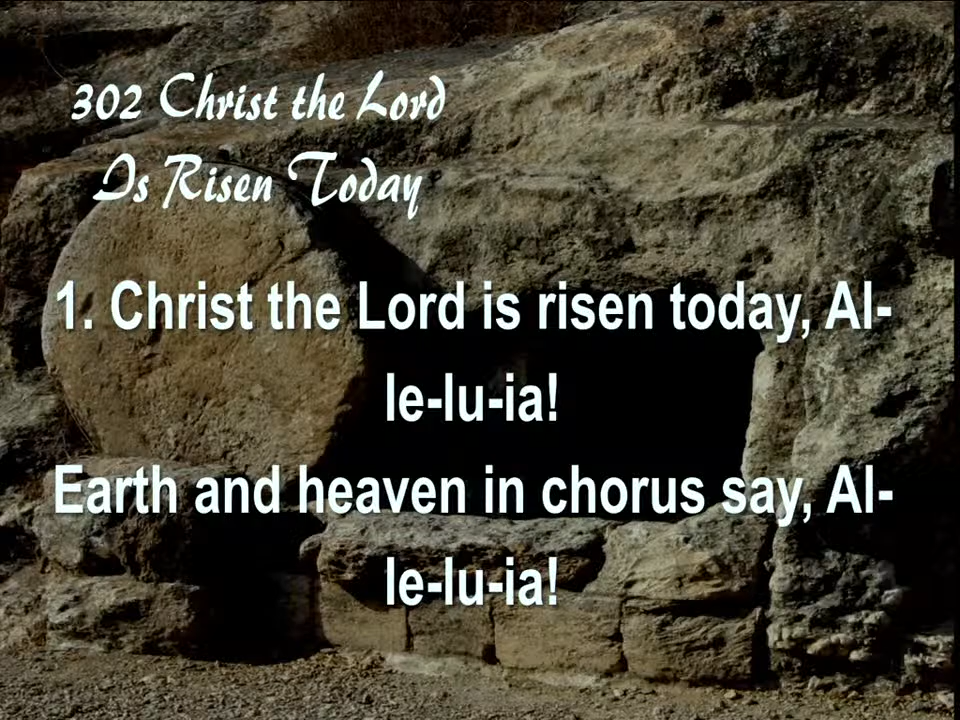 302 Christ the Lord
Is Risen Today
1. Christ the Lord is risen today, Al-
le-lu-ia!
Earth and heaven in chorus say, Al-
le-lu-ia!